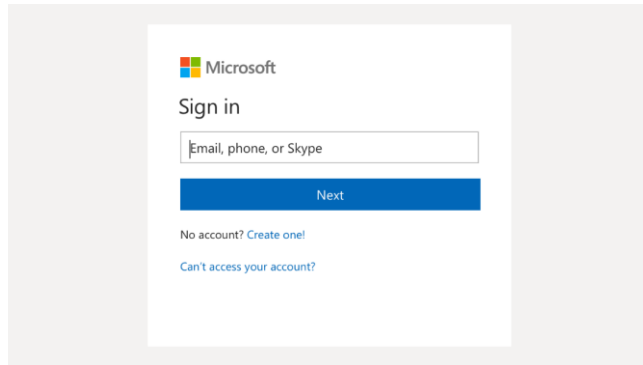 Microsoft
Sign in
Email, phone, or Skype
Next
No account? Create one!
Can't access your account?